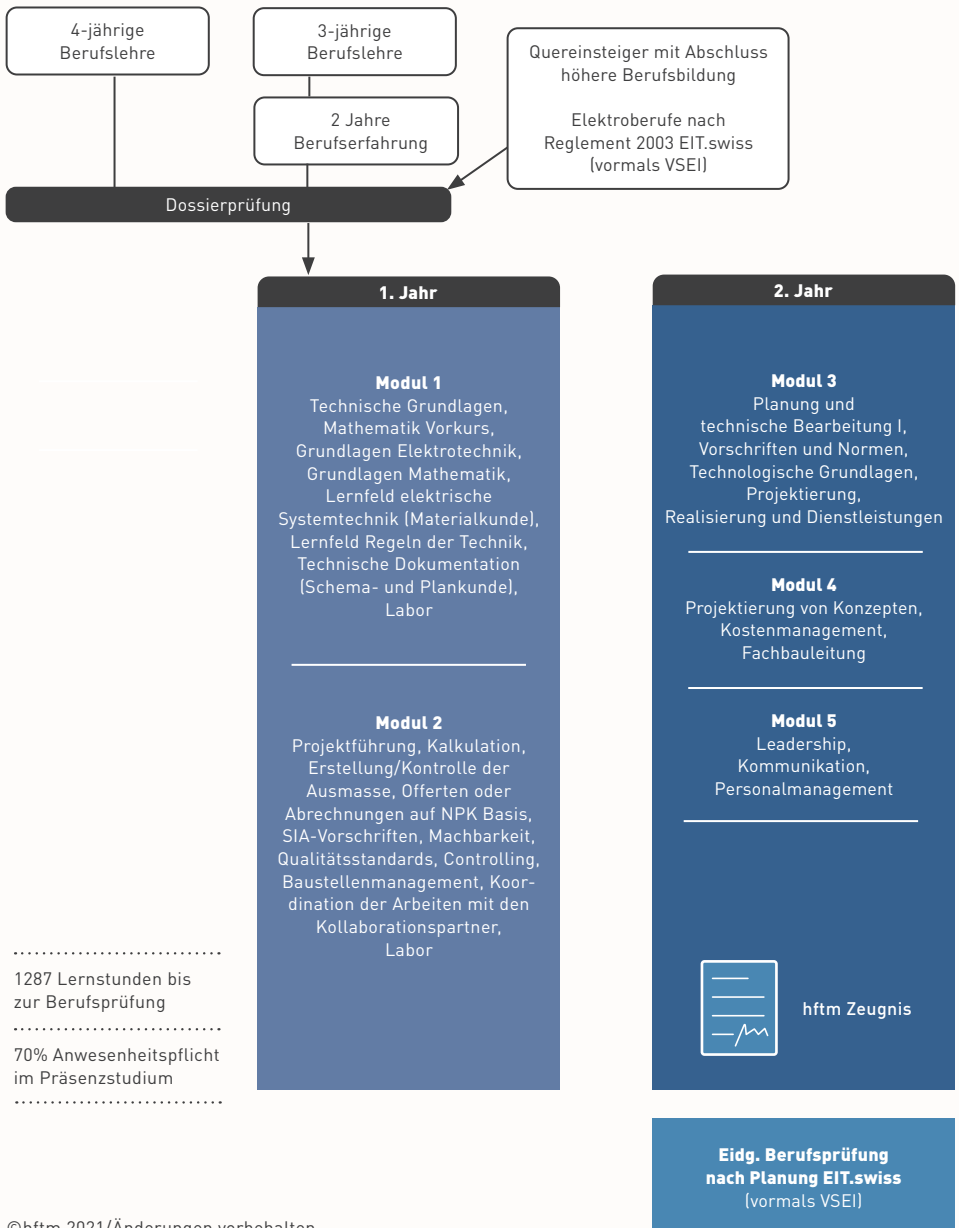 4-jährige
Berufslehre
3-jährige
Berufslehre
2 Jahre
Berufserfahrung
Quereinsteiger mit Abschluss
höhere Berufsbildung
Elektroberufe nach
Reglement 2003 EIT.swiss
(vormals VSEI)
Dossierprüfung
1. Jahr
Modul 1
Technische Grundlagen,
Mathematik Vorkurs,
Grundlagen Elektrotechnik,
Grundlagen Mathematik,
Lernfeld elektrische
Systemtechnik (Materialkunde),
Lernfeld Regeln der Technik,
Technische Dokumentation
(Schema- und Plankunde),
Labor
Modul 2
Projektführung, Kalkulation,
Erstellung/Kontrolle der
Ausmasse, Offerten oder
Abrechnungen auf NPK Basis,
SIA-Vorschriften, Machbarkeit,
Qualitätsstandards, Controlling,
Baustellenmanagement, Koor-
dination der Arbeiten mit den
Kollaborationspartner,
Labor
2. Jahr
Modul 3
Planung und
technische Bearbeitung I,
Vorschriften und Normen,
Technologische Grundlagen,
Projektierung,
Realisierung und Dienstleistungen
Modul 4
Projektierung von Konzepten,
Kostenmanagement,
Fachbauleitung
Modul 5
Leadership,
Kommunikation,
Personalmanagement
hftm Zeugnis
1287 Lernstunden bis
zur Berufsprüfung
70% Anwesenheitspflicht
im Präsenzstudium
Eidg. Berufsprüfung
nach Planung EIT.swiss
(vormals VSEI)
©hftm 2021/Änderungen vorbehalten